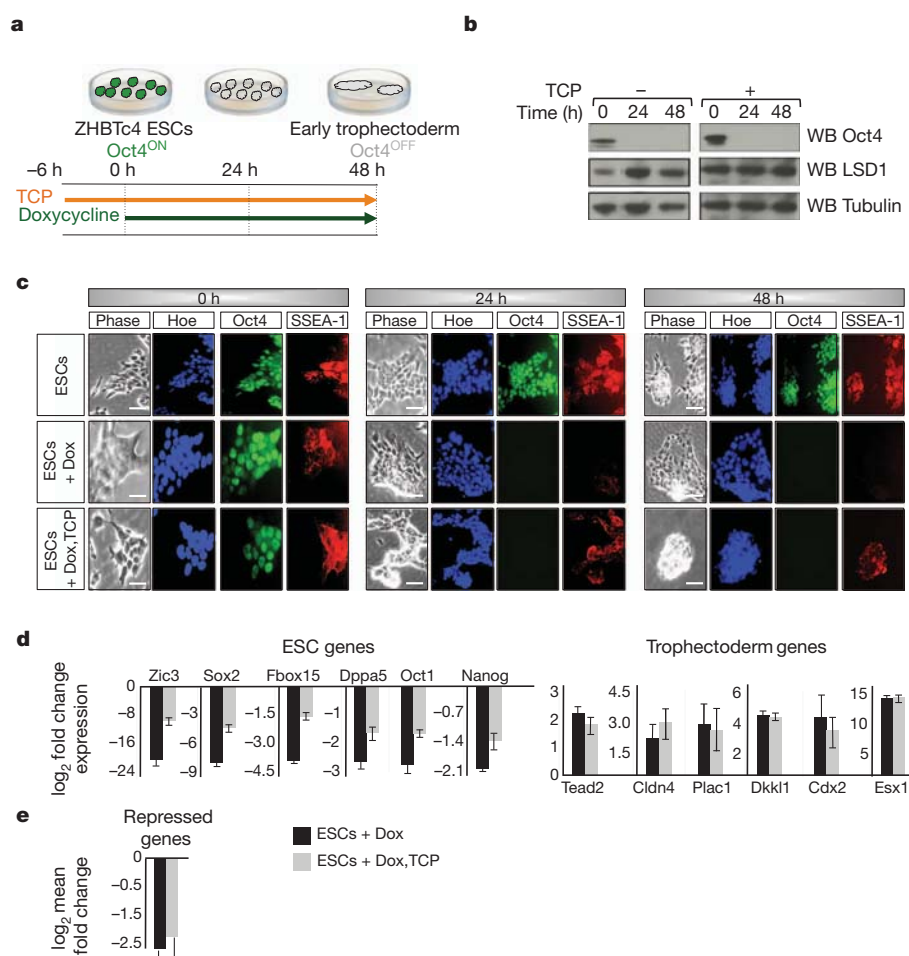 a
ZHBTc4 ESCs
Early trophectoderm
Oct4ON
Oct4OFF
−6 h
0 h
24 h
48 h
TCP
Doxycycline
b
TCP
−
+
Time (h)
0
24
48
0
24
48
WB Oct4
WB LSD1
WB Tubulin
c
0 h
24 h
48 h
Phase
Hoe
Oct4
SSEA-1
Phase
Hoe
Oct4
SSEA-1
Phase
Hoe
Oct4
SSEA-1
ESCs
ESCs
+ Dox
ESCs
+ Dox,TCP
d
ESC genes
Trophectoderm genes
log2 fold change
expression
Zic3
Sox2
Fbox15
Dppa5
Oct1
Nanog
0
−8
−16
−24
−3
−6
−9
−1.5
−3.0
−4.5
−1
−2
−3
−0.7
−1.4
−2.1
3
2
1
0
4.5
3.0
1.5
6
4
2
15
10
5
0
Tead2
Cldn4
Plac1
Dkkl1
Cdx2
Esx1
e
Repressed
genes
log2 mean
fold change
0
−0.5
−1.5
−2.5
ESCs + Dox
ESCs + Dox,TCP